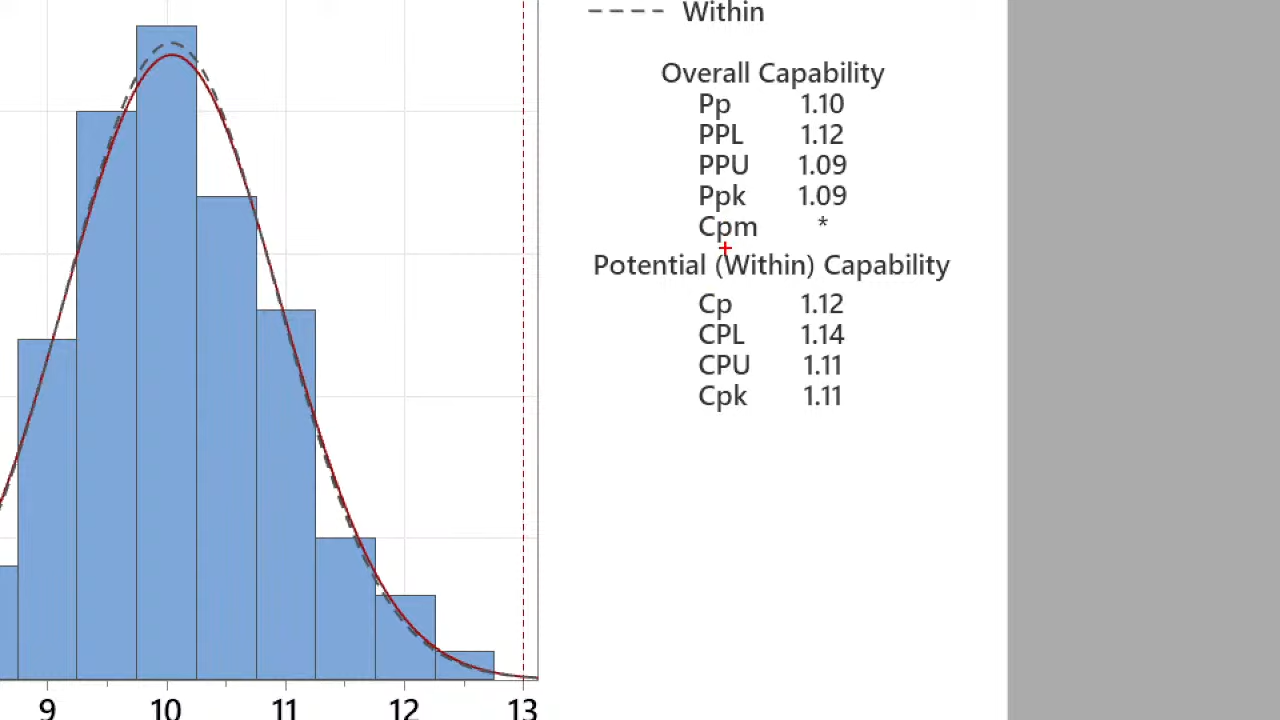 Within
Overall Capability
Pp 1.10
PPL 1.12
PPU 1.09
Ppk 1.09
Cpm *
Potential (Within) Capability
Cp 1.12
CPL 1.14
CPU 1.11
Cpk 1.11
9 10 11 12 13